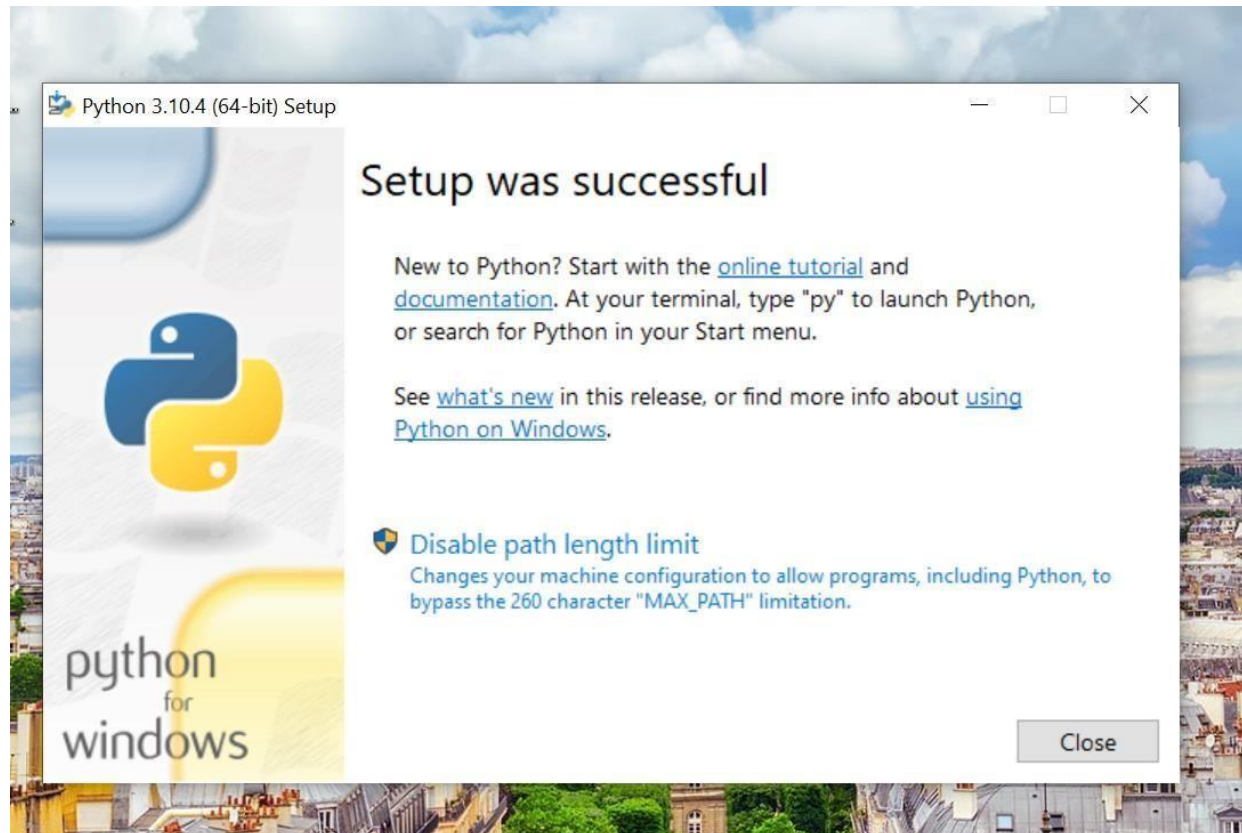 Python 3.10.4 (64-bit) Setup
Setup was successful
New to Python? Start with the online tutorial and
documentation. At your terminal, type "py" to launch Python,
or search for Python in your Start menu.
See what's new in this release, or find more info about using
Python on Windows.
Disable path length limit
Changes your machine configuration to allow programs, including Python, to
bypass the 260 character "MAX_PATH" limitation.
python
for
windows
Close